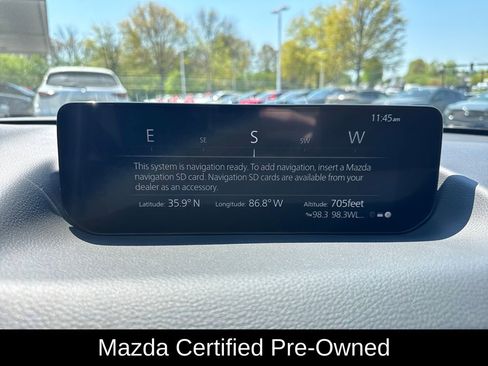 11:45am
E SE S SW W
This system is navigation ready. To add navigation, insert a Mazda
navigation SD card. Navigation SD cards are available from your
dealer as an accessory.
Latitude: 35.9° N Longitude: 86.8° W Altitude: 705feet
98.3 98.3WL...
Mazda Certified Pre-Owned